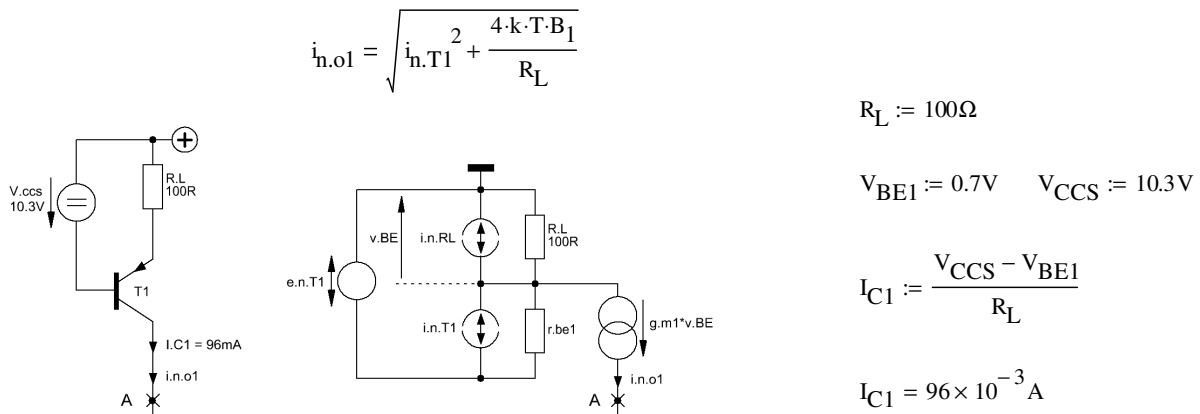 i_n.o1 = √(i_n.T1² + 4·k·T·B_1 / R_L)
R_L := 100Ω
V_BE1 := 0.7V V_CCS := 10.3V
I_C1 := (V_CCS − V_BE1) / R_L
I_C1 = 96 × 10⁻³ A
V.ccs
10.3V
R.L
100R
T1
I.C1 = 96mA
i.n.o1
A
e.n.T1
v.BE
i.n.RL
R.L
100R
i.n.T1
r.be1
g.m1*v.BE
i.n.o1
A